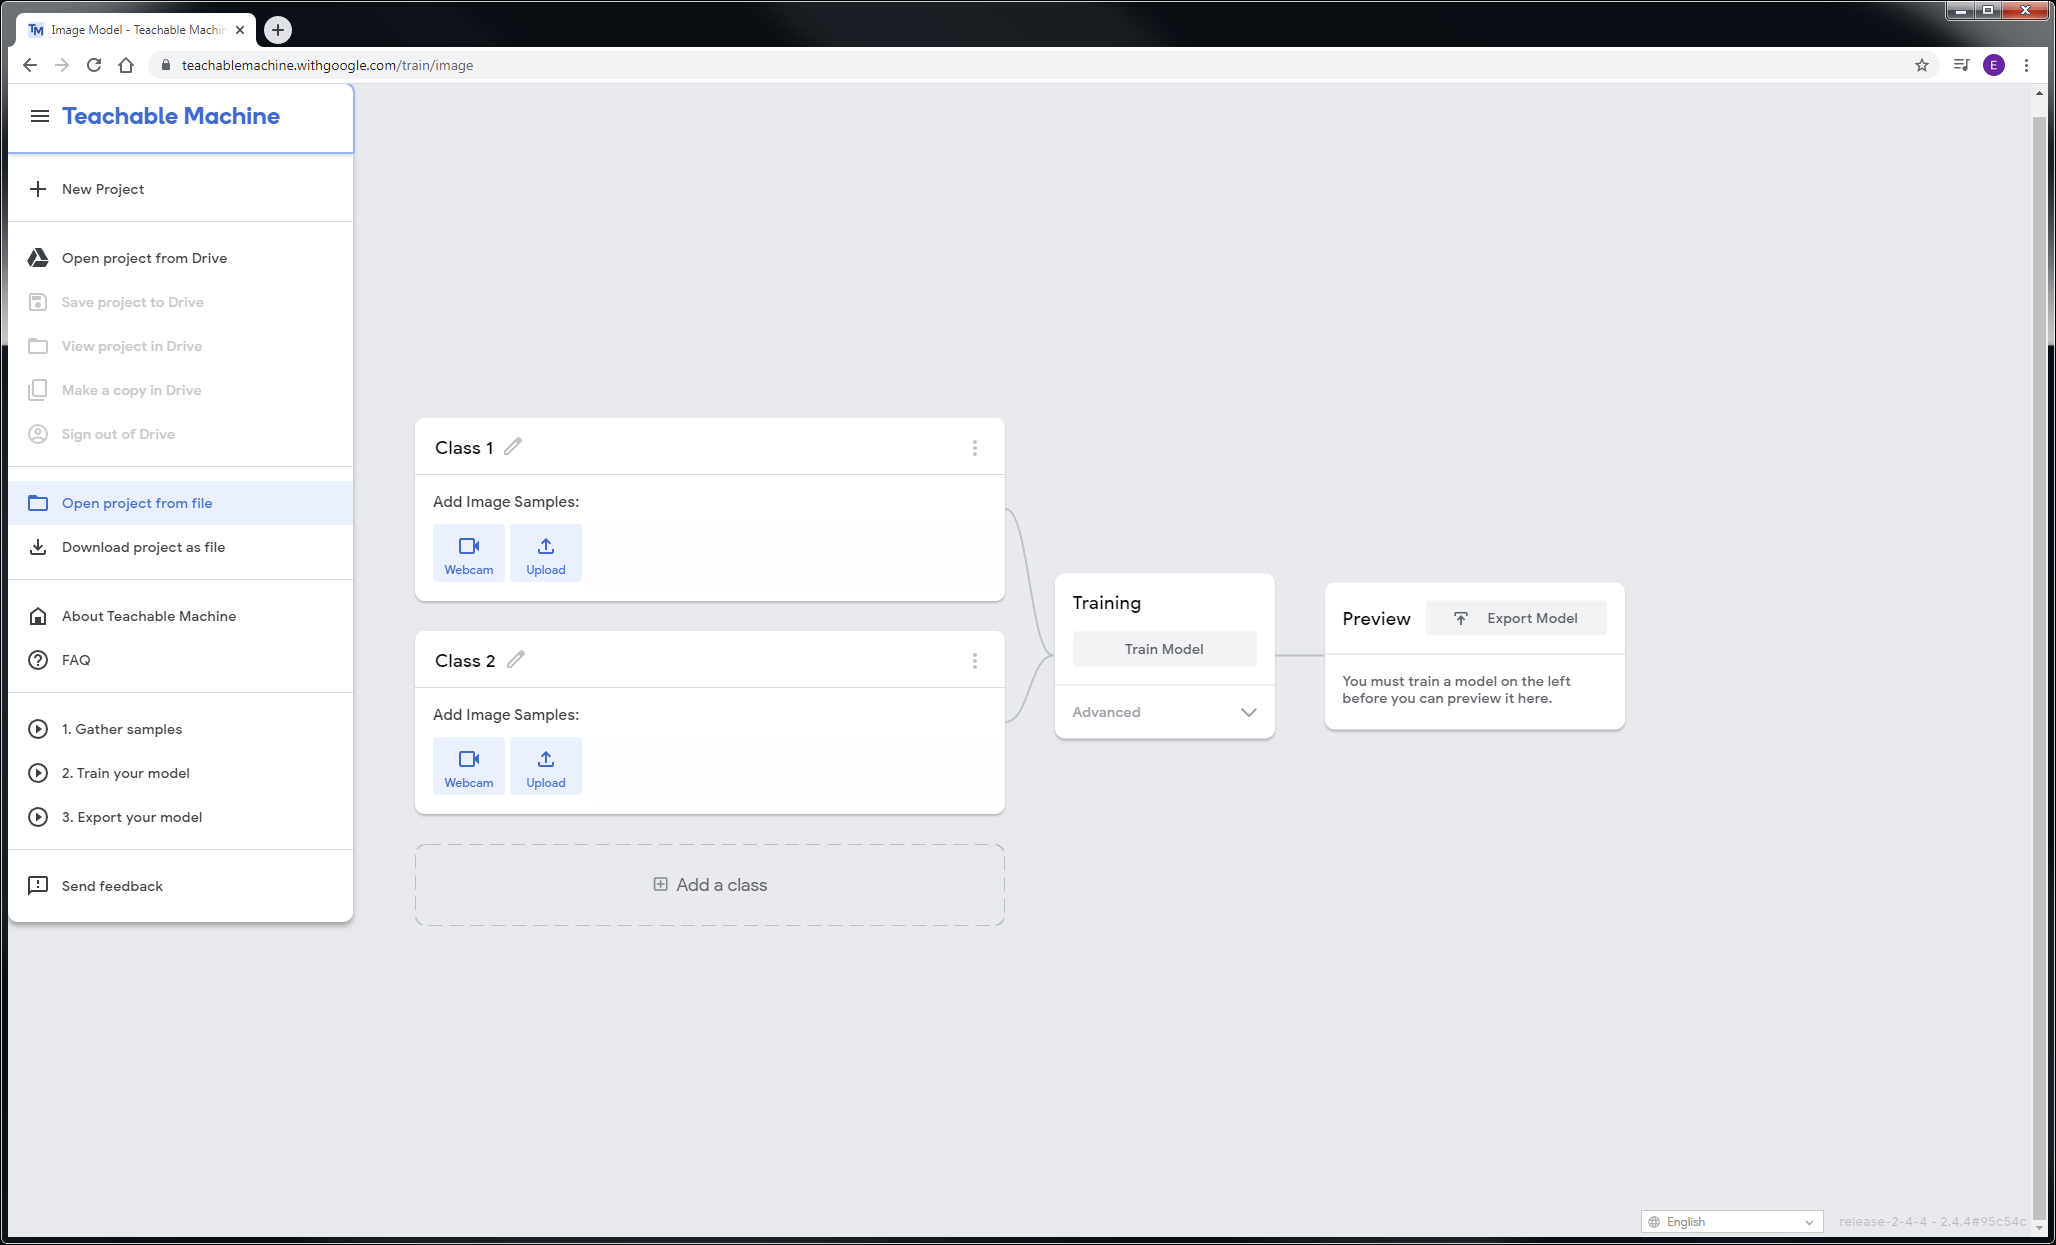 Image Model - Teachable Machin
teachablemachine.withgoogle.com/train/image
E
Teachable Machine
New Project
Open project from Drive
Save project to Drive
View project in Drive
Make a copy in Drive
Sign out of Drive
Open project from file
Download project as file
About Teachable Machine
FAQ
1. Gather samples
2. Train your model
3. Export your model
Send feedback
Class 1
Add Image Samples:
Webcam
Upload
Class 2
Add Image Samples:
Webcam
Upload
Add a class
Training
Train Model
Advanced
Preview
Export Model
You must train a model on the left
before you can preview it here.
English
release-2-4-4 - 2.4.4#95c54c